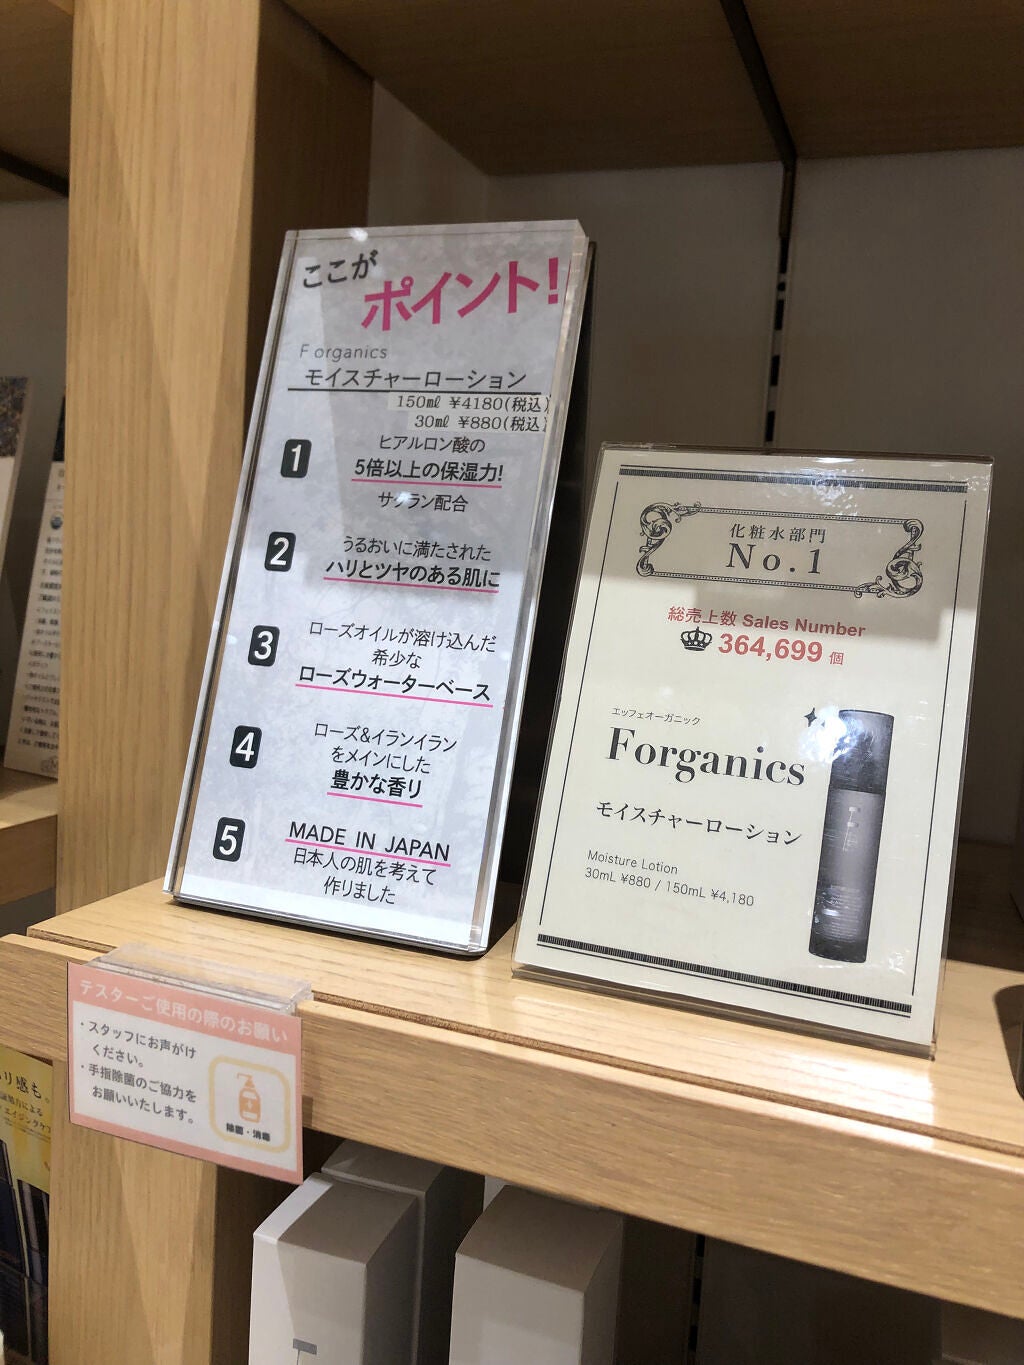 ここが
ポイント!
F organics
モイスチャーローション
150㎖ ¥4180(税込)
30㎖ ¥880(税込)
1
ヒアルロン酸の
5倍以上の保湿力!
サクラン配合
2
うるおいに満たされた
ハリとツヤのある肌に
3
ローズオイルが溶け込んだ
希少な
ローズウォーターベース
4
ローズ&イランイラン
をメインにした
豊かな香り
5
MADE IN JAPAN
日本人の肌を考えて
作りました
化粧水部門
No.1
総売上数 Sales Number
364,699 個
エッフェオーガニック
Forganics
モイスチャーローション
Moisture Lotion
30mL ¥880 / 150mL ¥4,180
テスターご使用の際のお願い
・スタッフにお声がけ
ください。
・手指除菌のご協力を
お願いいたします。
除菌・消毒
リ感も。